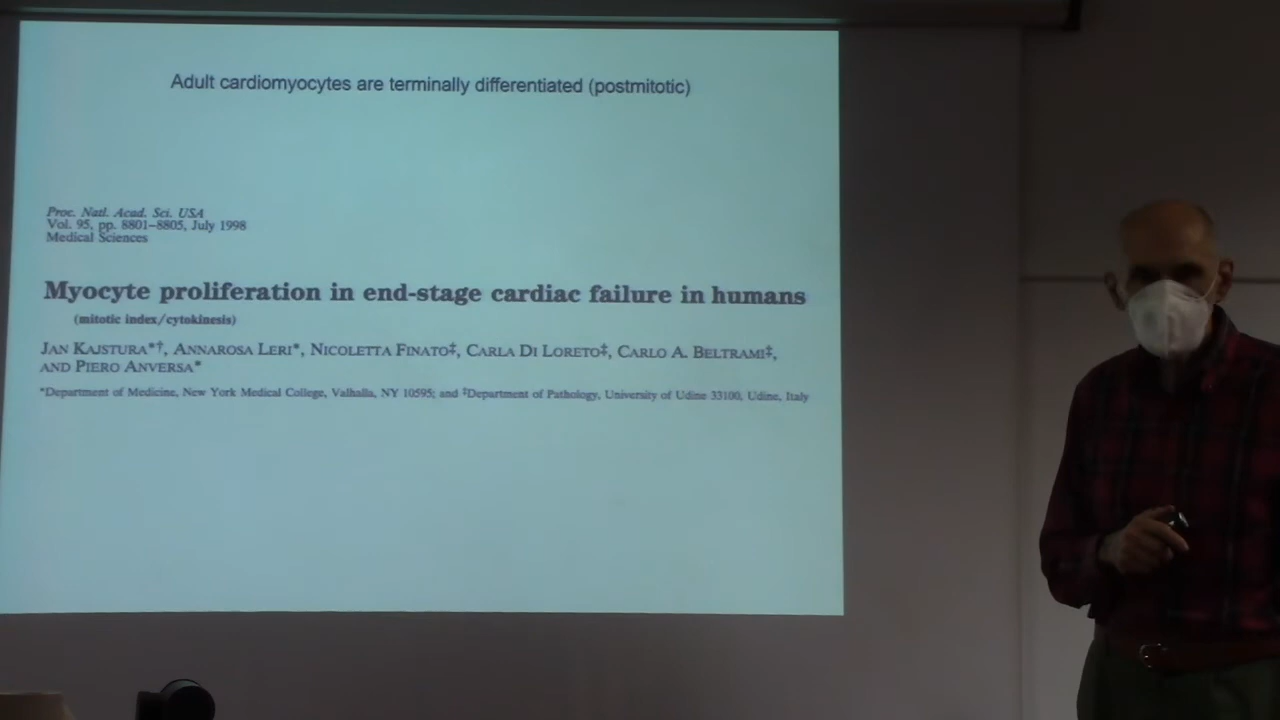 Adult cardiomyocytes are terminally differentiated (postmitotic)
Proc. Natl. Acad. Sci. USA
Vol. 95, pp. 8801–8805, July 1998
Medical Sciences
Myocyte proliferation in end-stage cardiac failure in humans
(mitotic index/cytokinesis)
JAN KAJSTURA*†, ANNAROSA LERI*, NICOLETTA FINATO‡, CARLA DI LORETO‡, CARLO A. BELTRAMI‡,
AND PIERO ANVERSA*
*Department of Medicine, New York Medical College, Valhalla, NY 10595; and ‡Department of Pathology, University of Udine 33100, Udine, Italy